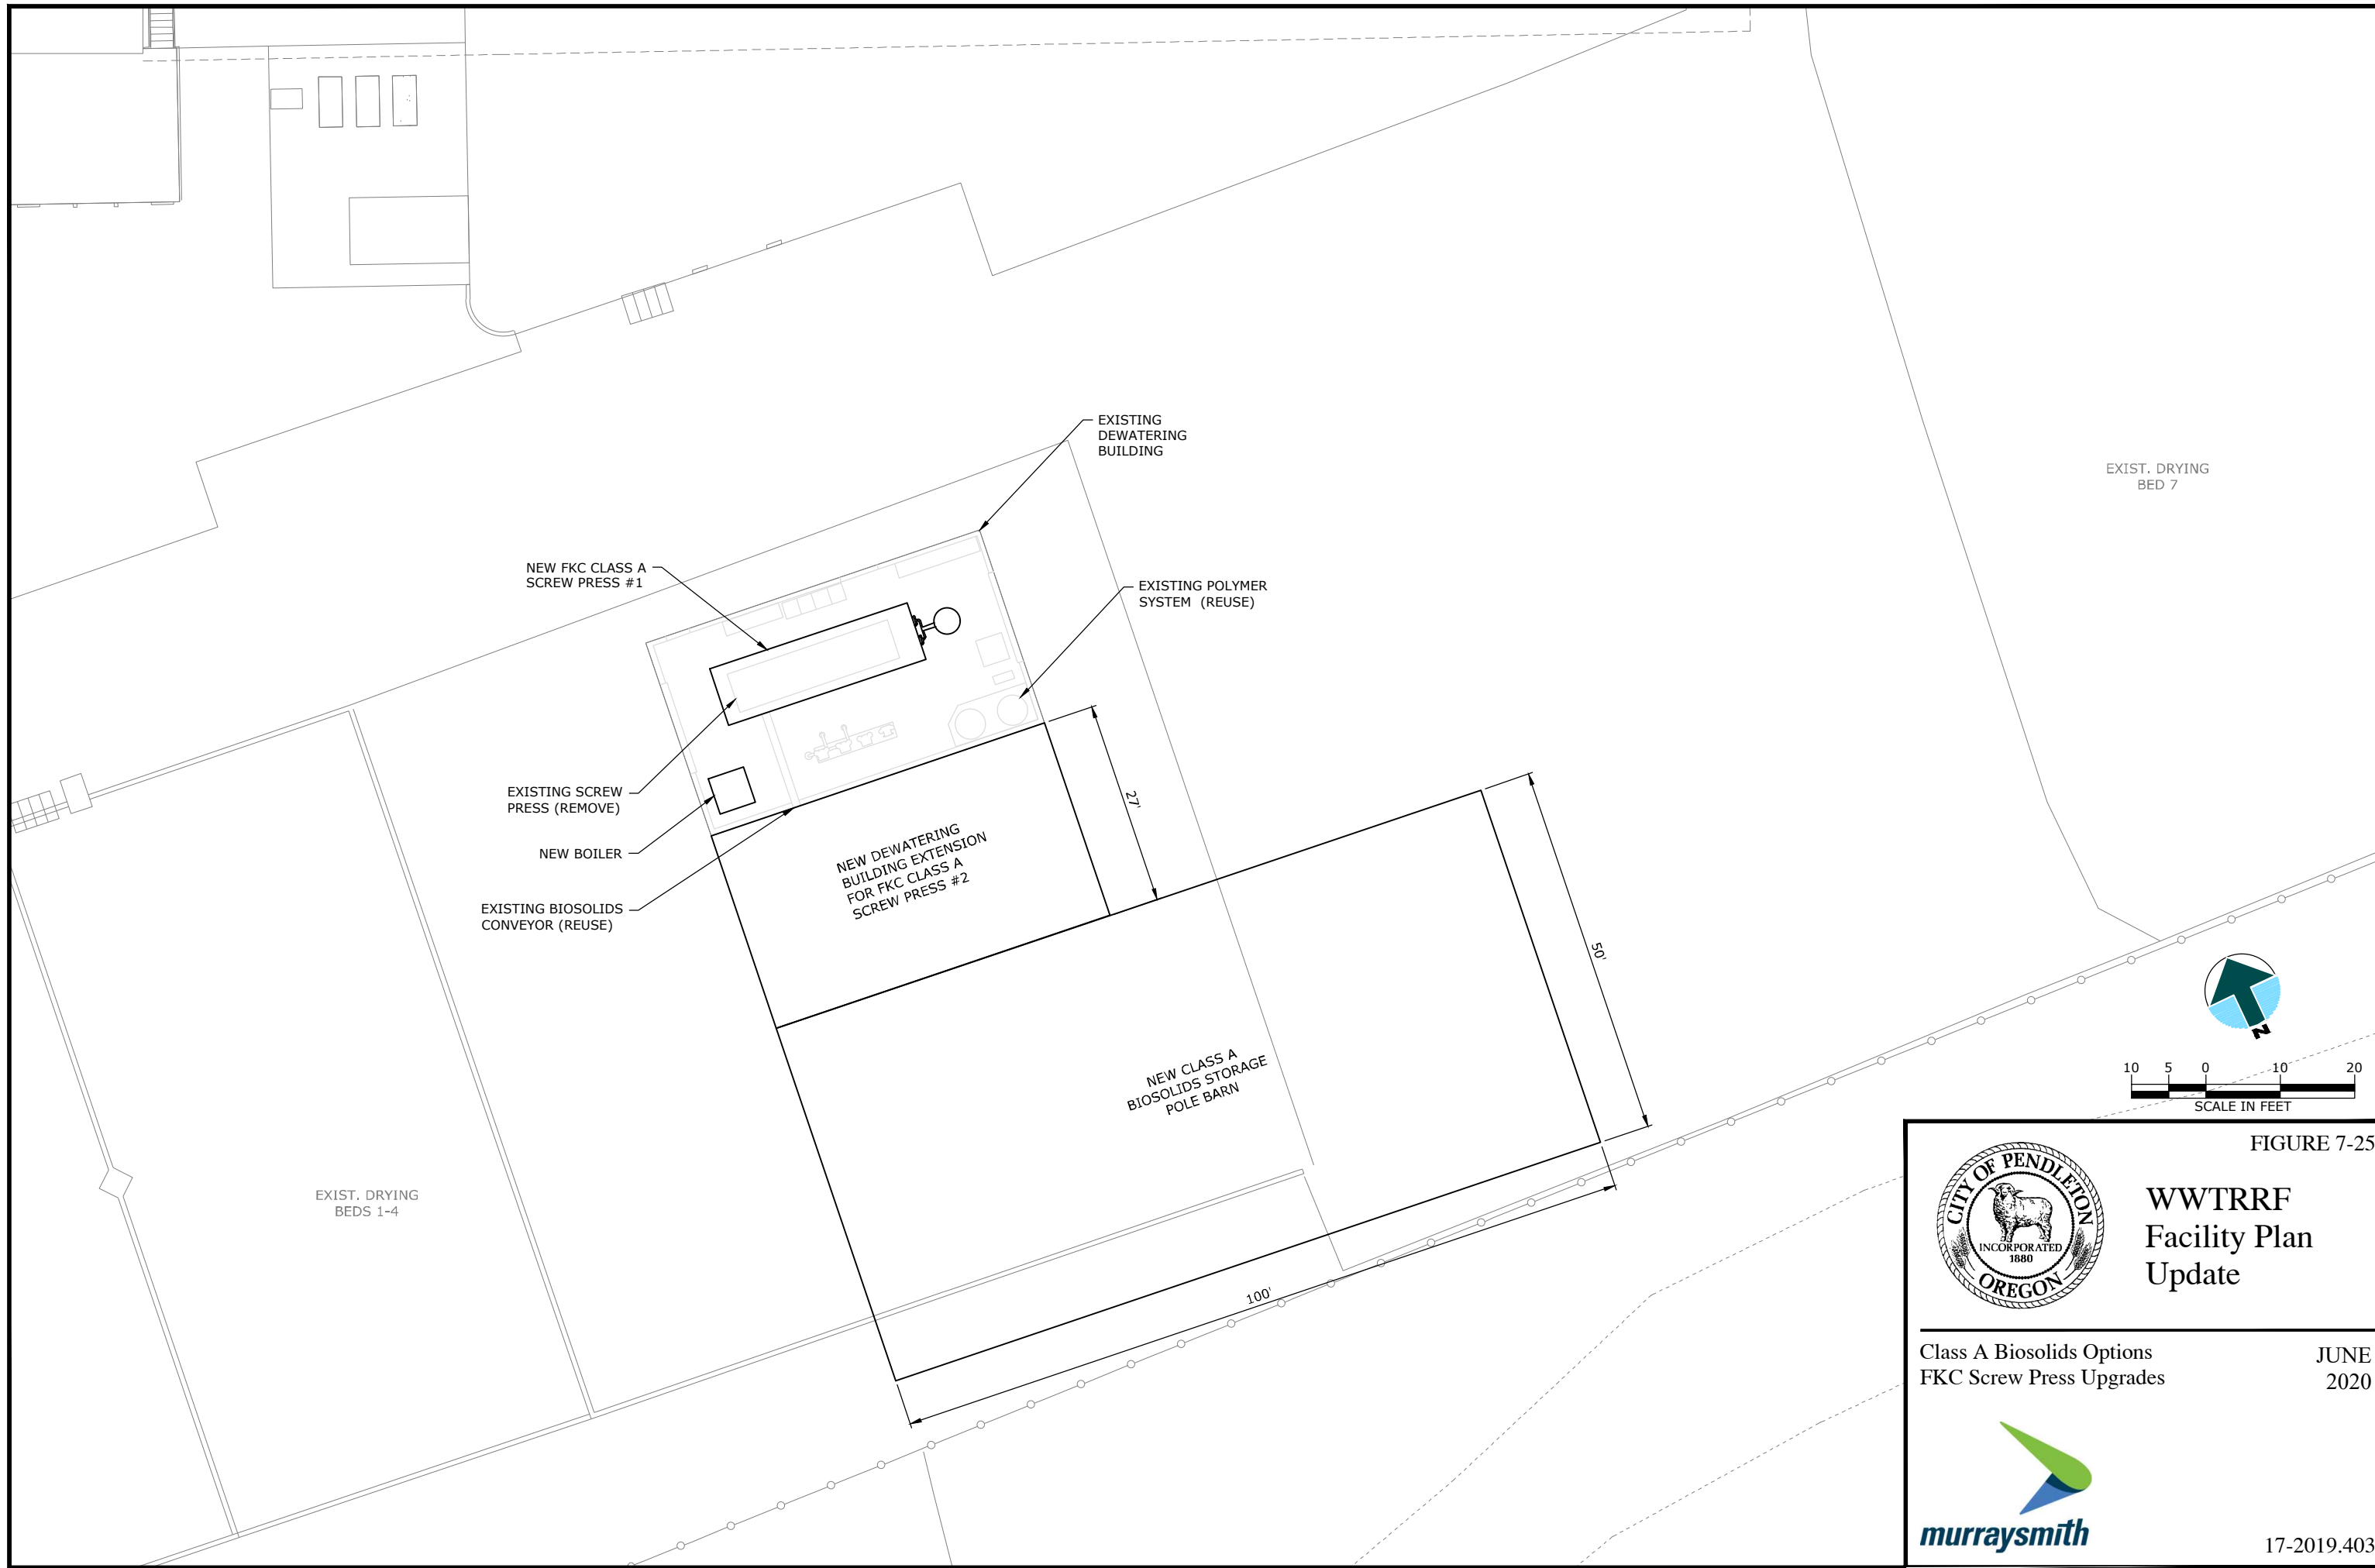 EXISTING
DEWATERING
BUILDING
EXIST. DRYING
BED 7
NEW FKC CLASS A
SCREW PRESS #1
EXISTING POLYMER
SYSTEM (REUSE)
EXISTING SCREW
PRESS (REMOVE)
27'
NEW BOILER
NEW DEWATERING
BUILDING EXTENSION
FOR FKC CLASS A
SCREW PRESS #2
EXISTING BIOSOLIDS
CONVEYOR (REUSE)
50'
NEW CLASS A
BIOSOLIDS STORAGE
POLE BARN
EXIST. DRYING
BEDS 1-4
100'
N
10 5 0 10 20
SCALE IN FEET
FIGURE 7-25
CITY OF PENDLETON
INCORPORATED
1880
OREGON
WWTRRF
Facility Plan
Update
Class A Biosolids Options
FKC Screw Press Upgrades
JUNE
2020
murraysmith
17-2019.403